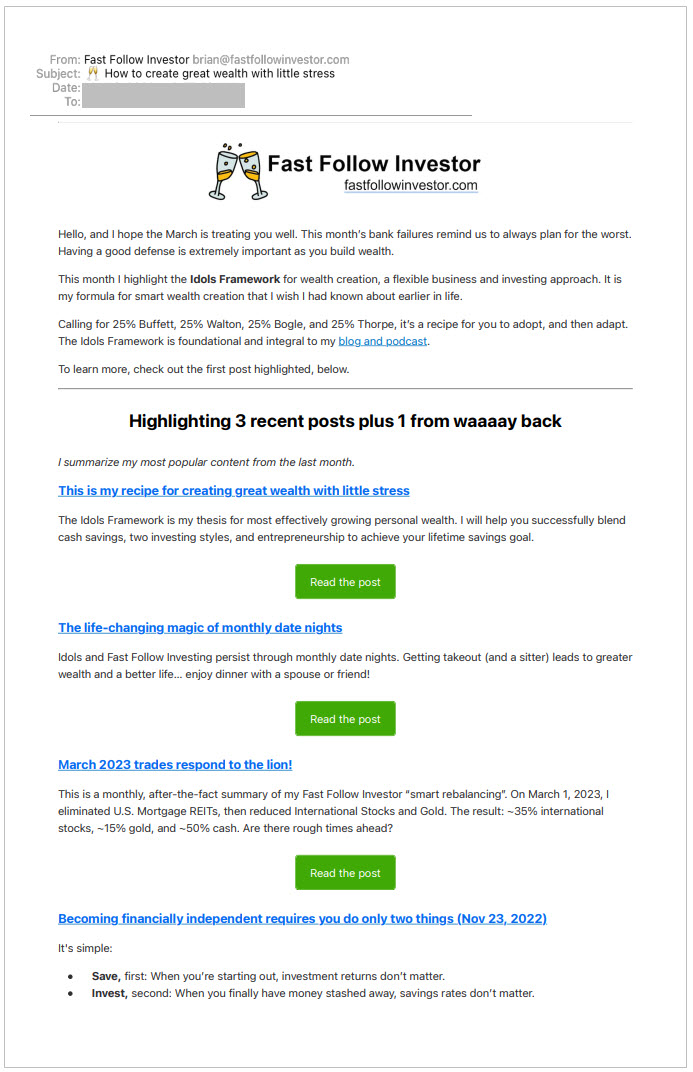 From: Fast Follow Investor brian@fastfollowinvestor.com
Subject: 🥂 How to create great wealth with little stress
Date:
To:
Fast Follow Investor
fastfollowinvestor.com
Hello, and I hope the March is treating you well. This month's bank failures remind us to always plan for the worst.
Having a good defense is extremely important as you build wealth.
This month I highlight the Idols Framework for wealth creation, a flexible business and investing approach. It is
my formula for smart wealth creation that I wish I had known about earlier in life.
Calling for 25% Buffett, 25% Walton, 25% Bogle, and 25% Thorpe, it's a recipe for you to adopt, and then adapt.
The Idols Framework is foundational and integral to my blog and podcast.
To learn more, check out the first post highlighted, below.
Highlighting 3 recent posts plus 1 from waaaay back
I summarize my most popular content from the last month.
This is my recipe for creating great wealth with little stress
The Idols Framework is my thesis for most effectively growing personal wealth. I will help you successfully blend
cash savings, two investing styles, and entrepreneurship to achieve your lifetime savings goal.
Read the post
The life-changing magic of monthly date nights
Idols and Fast Follow Investing persist through monthly date nights. Getting takeout (and a sitter) leads to greater
wealth and a better life... enjoy dinner with a spouse or friend!
Read the post
March 2023 trades respond to the lion!
This is a monthly, after-the-fact summary of my Fast Follow Investor “smart rebalancing”. On March 1, 2023, I
eliminated U.S. Mortgage REITs, then reduced International Stocks and Gold. The result: ~35% international
stocks, ~15% gold, and ~50% cash. Are there rough times ahead?
Read the post
Becoming financially independent requires you do only two things (Nov 23, 2022)
It's simple:
• Save, first: When you're starting out, investment returns don't matter.
• Invest, second: When you finally have money stashed away, savings rates don't matter.